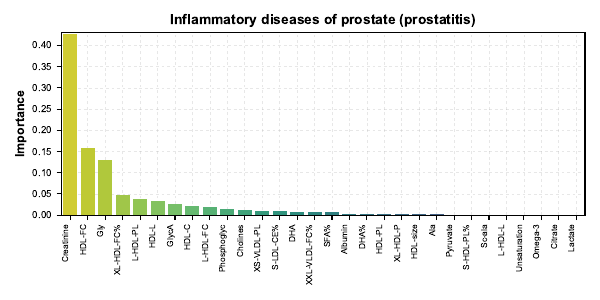 Inflammatory diseases of prostate (prostatitis)
Importance
0.40
0.35
0.30
0.25
0.20
0.15
0.10
0.05
0.00
Creatinine
HDL-FC
Gly
XL-HDL-FC%
L-HDL-PL
HDL-L
GlycA
HDL-C
L-HDL-FC
Phosphoglyc
Cholines
XS-VLDL-PL
S-LDL-CE%
DHA
XXL-VLDL-FC%
SFA%
Albumin
DHA%
HDL-PL
XL-HDL-P
HDL-size
Ala
Pyruvate
S-HDL-PL%
L-HDL-L
Unsaturation
Omega-3
Citrate
Lactate